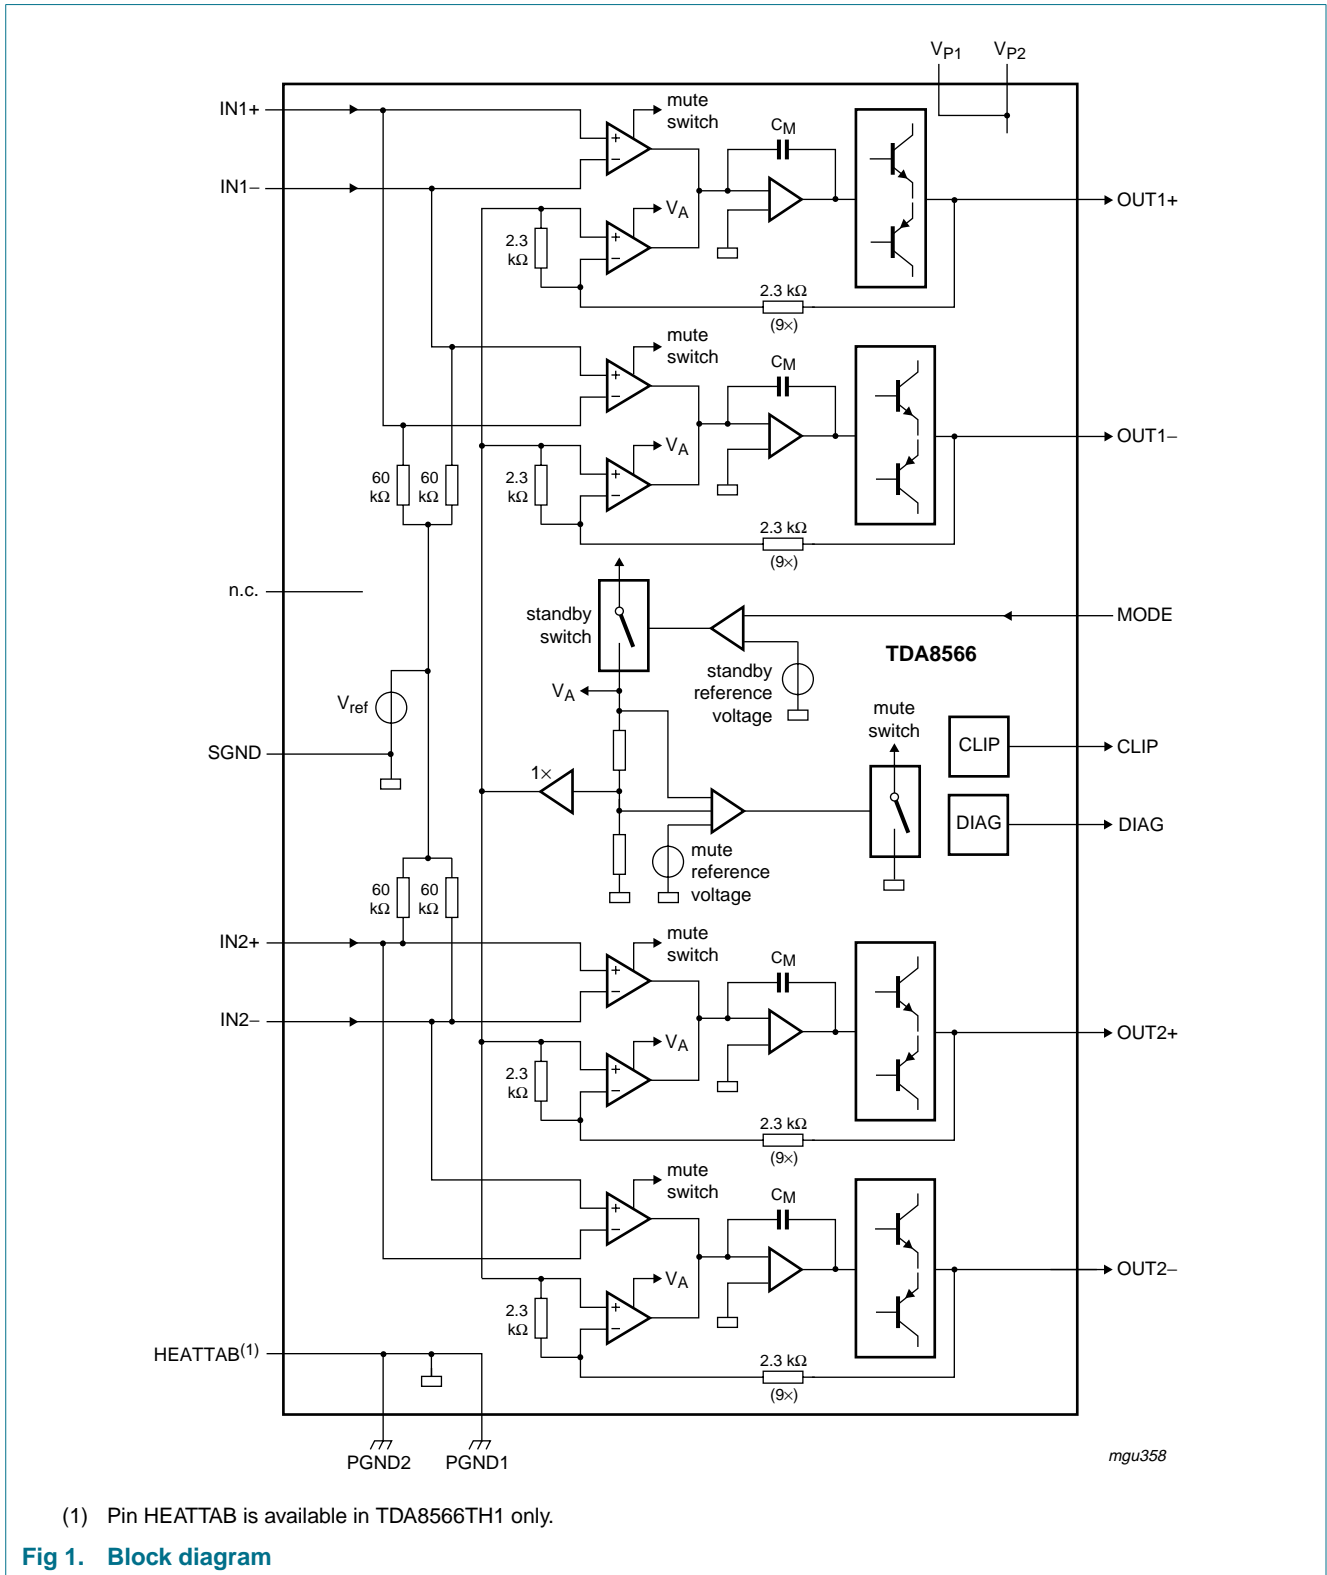 VP1 VP2
IN1+
mute
switch
CM
IN1−
OUT1+
VA
2.3
kΩ
2.3 kΩ
(9×)
mute
switch
CM
OUT1−
VA
60
kΩ
60
kΩ
2.3
kΩ
2.3 kΩ
(9×)
n.c.
standby
switch
MODE
TDA8566
standby
reference
voltage
VA
Vref
mute
switch
SGND
CLIP
CLIP
1×
DIAG
DIAG
mute
reference
voltage
60
kΩ
60
kΩ
IN2+
mute
switch
CM
IN2−
OUT2+
VA
2.3
kΩ
2.3 kΩ
(9×)
mute
switch
CM
OUT2−
VA
2.3
kΩ
HEATTAB(1)
2.3 kΩ
(9×)
PGND2 PGND1
mgu358
(1) Pin HEATTAB is available in TDA8566TH1 only.
Fig 1. Block diagram